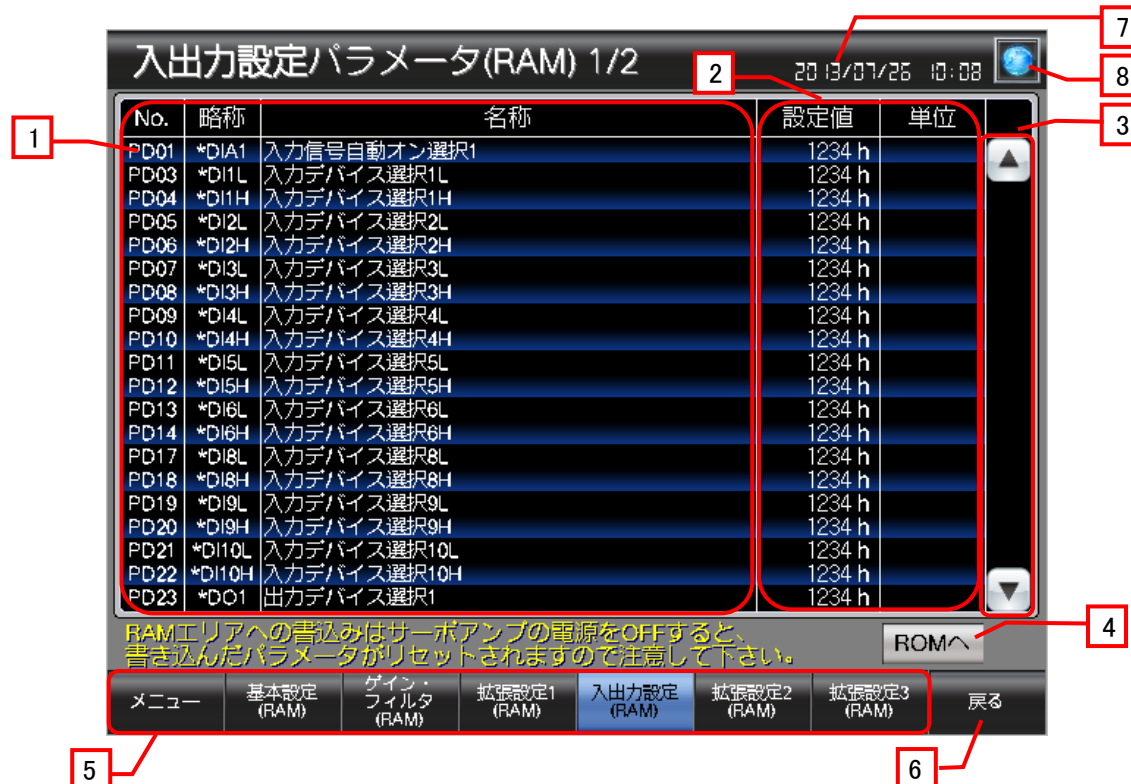 入出力設定パラメータ(RAM) 1/2
2013/07/26 10:08
No. 略称 名称 設定値 単位
PD01 *DIA1 入力信号自動オン選択1 1234 h
PD03 *DI1L 入力デバイス選択1L 1234 h
PD04 *DI1H 入力デバイス選択1H 1234 h
PD05 *DI2L 入力デバイス選択2L 1234 h
PD06 *DI2H 入力デバイス選択2H 1234 h
PD07 *DI3L 入力デバイス選択3L 1234 h
PD08 *DI3H 入力デバイス選択3H 1234 h
PD09 *DI4L 入力デバイス選択4L 1234 h
PD10 *DI4H 入力デバイス選択4H 1234 h
PD11 *DI5L 入力デバイス選択5L 1234 h
PD12 *DI5H 入力デバイス選択5H 1234 h
PD13 *DI6L 入力デバイス選択6L 1234 h
PD14 *DI6H 入力デバイス選択6H 1234 h
PD17 *DI8L 入力デバイス選択8L 1234 h
PD18 *DI8H 入力デバイス選択8H 1234 h
PD19 *DI9L 入力デバイス選択9L 1234 h
PD20 *DI9H 入力デバイス選択9H 1234 h
PD21 *DI10L 入力デバイス選択10L 1234 h
PD22 *DI10H 入力デバイス選択10H 1234 h
PD23 *DO1 出力デバイス選択1 1234 h
RAMエリアへの書込みはサーボアンプの電源をOFFすると、
書き込んだパラメータがリセットされますので注意して下さい。
ROMへ
メニュー
基本設定
(RAM)
ゲイン・
フィルタ
(RAM)
拡張設定1
(RAM)
入出力設定
(RAM)
拡張設定2
(RAM)
拡張設定3
(RAM)
戻る
1
2
3
4
5
6
7
8